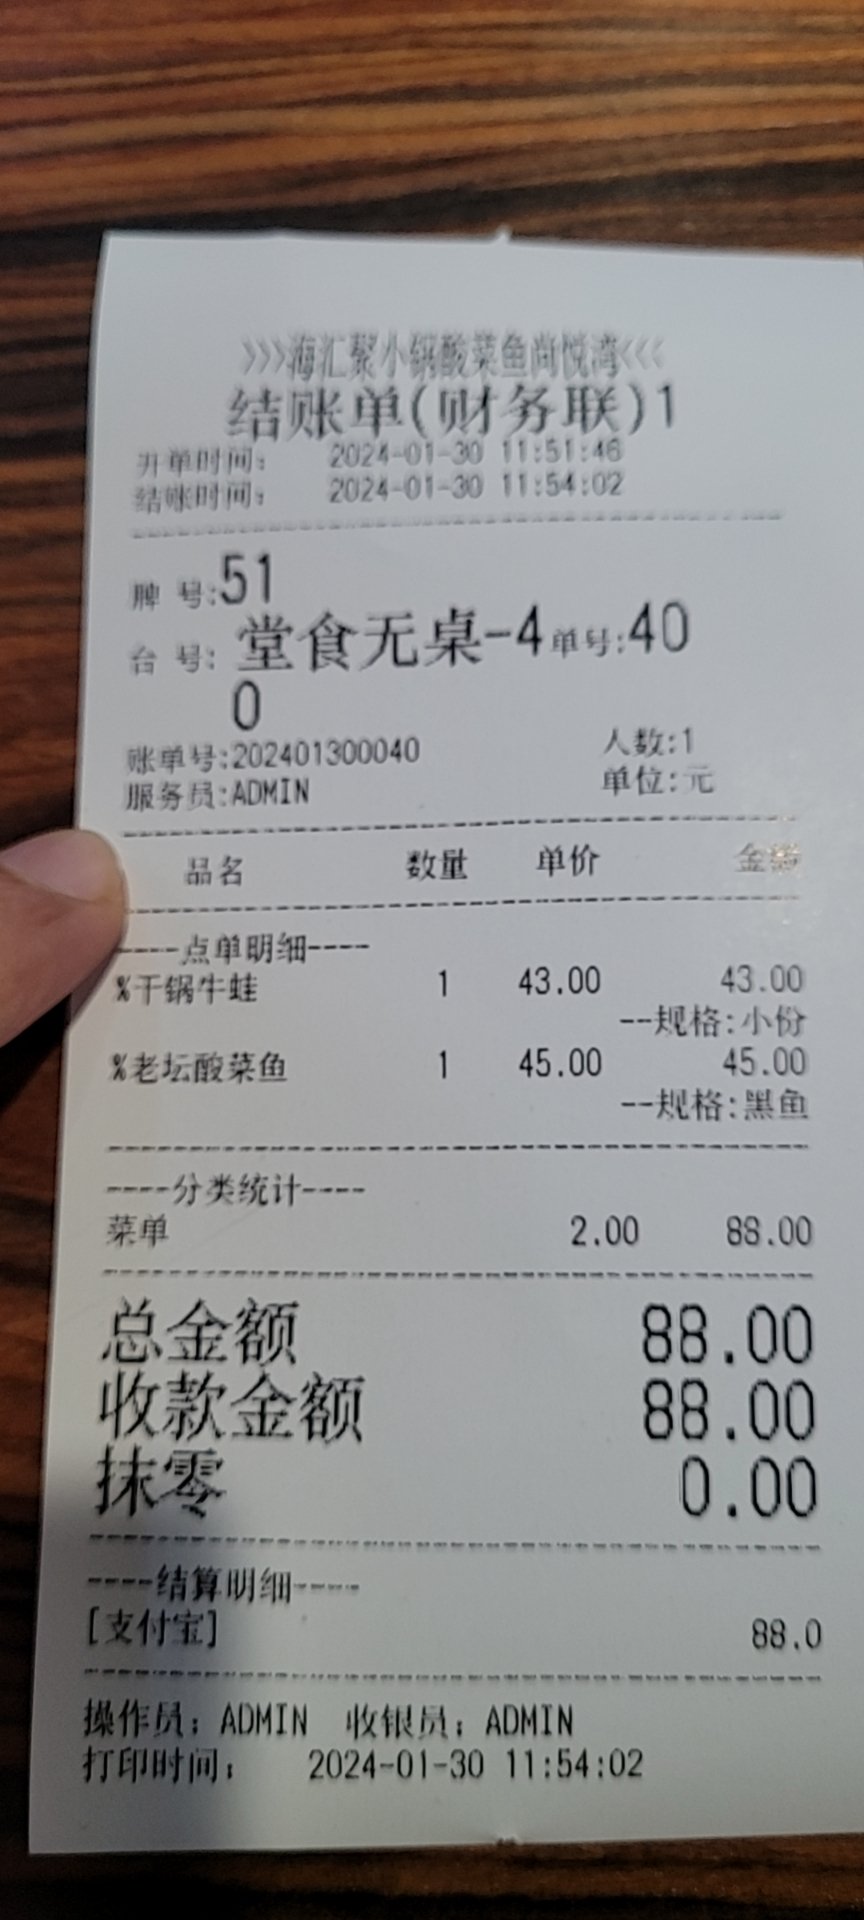 >>>海汇聚小锅酸菜鱼尚悦湾<<<
结账单(财务联)1
开单时间: 2024-01-30 11:51:46
结账时间: 2024-01-30 11:54:02
牌 号:51
台 号: 堂食无桌-4 单号:40
0
账单号:202401300040 人数:1
服务员:ADMIN 单位:元
品名 数量 单价 金额
----点单明细----
%干锅牛蛙 1 43.00 43.00
--规格:小份
%老坛酸菜鱼 1 45.00 45.00
--规格:黑鱼
----分类统计----
菜单 2.00 88.00
总金额 88.00
收款金额 88.00
抹零 0.00
----结算明细----
[支付宝] 88.0
操作员: ADMIN 收银员: ADMIN
打印时间: 2024-01-30 11:54:02